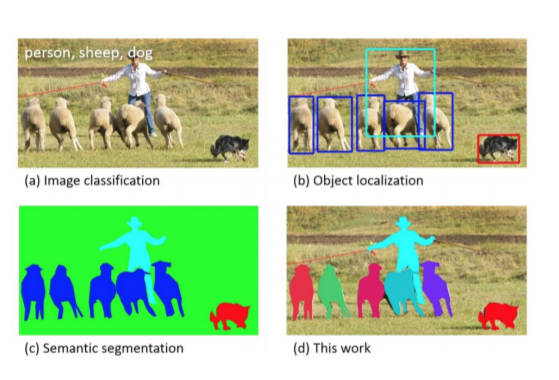 person, sheep, dog
(a) Image classification
(b) Object localization
(c) Semantic segmentation
(d) This work